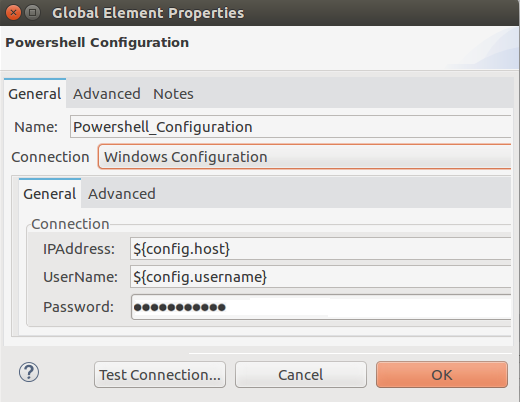 Global Element Properties
Powershell Configuration
General Advanced Notes
Name: Powershell_Configuration
Connection Windows Configuration
General Advanced
Connection
IPAddress: ${config.host}
UserName: ${config.username}
Password: ●●●●●●●●●●●
? Test Connection... Cancel OK